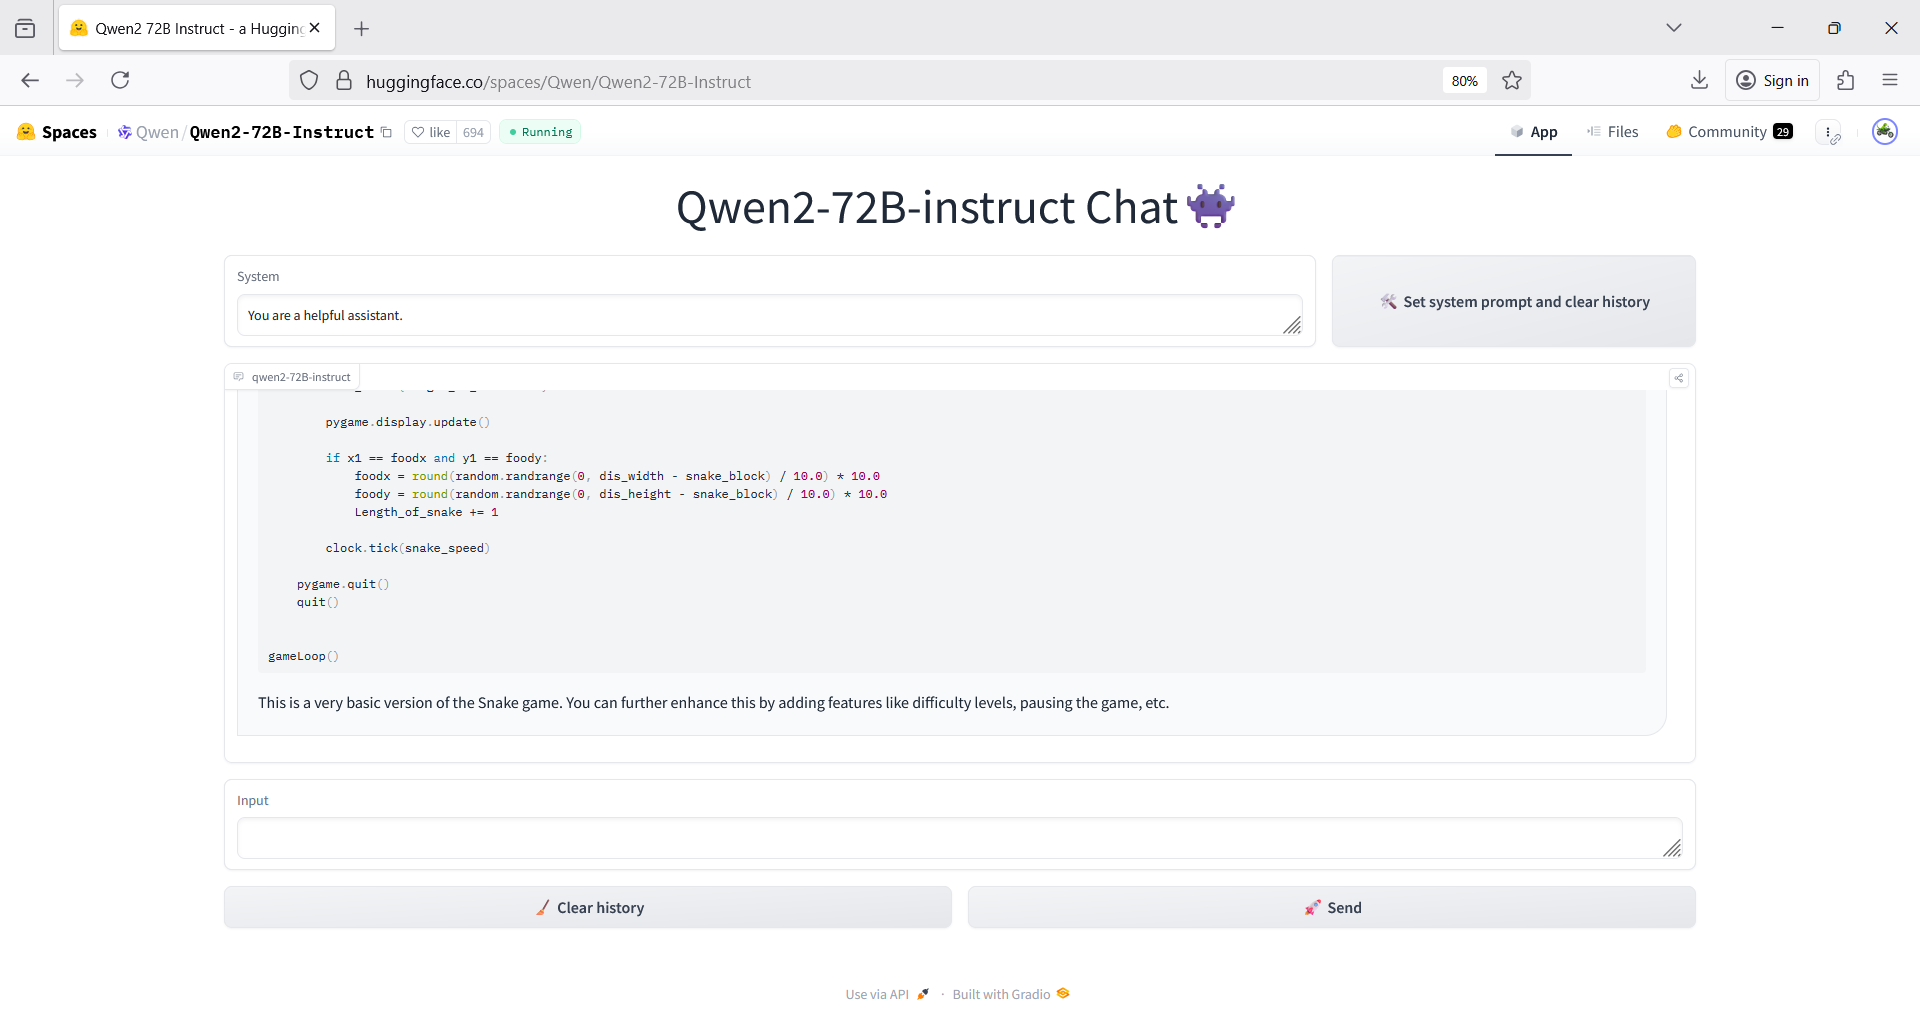 Qwen2 72B Instruct - a Hugging
huggingface.co/spaces/Qwen/Qwen2-72B-Instruct
80%
Sign in
Spaces
Qwen/Qwen2-72B-Instruct
like 694
Running
App
Files
Community 29
Qwen2-72B-instruct Chat
System
You are a helpful assistant.
Set system prompt and clear history
qwen2-72B-instruct
pygame.display.update()
if x1 == foodx and y1 == foody:
foodx = round(random.randrange(0, dis_width - snake_block) / 10.0) * 10.0
foody = round(random.randrange(0, dis_height - snake_block) / 10.0) * 10.0
Length_of_snake += 1
clock.tick(snake_speed)
pygame.quit()
quit()
gameLoop()
This is a very basic version of the Snake game. You can further enhance this by adding features like difficulty levels, pausing the game, etc.
Input
Clear history
Send
Use via API · Built with Gradio